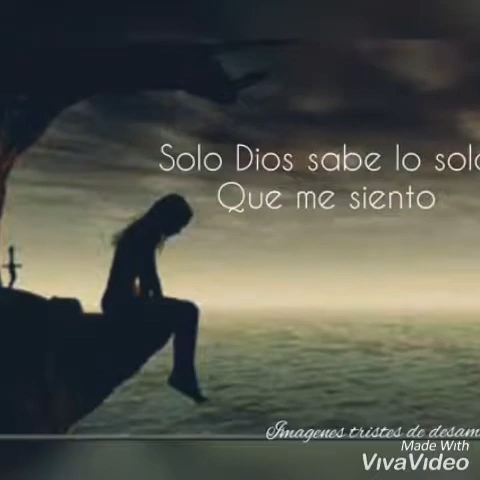 Solo Dios sabe lo
Que me siento
Imagenes tristes de
Made With
VivaVideo